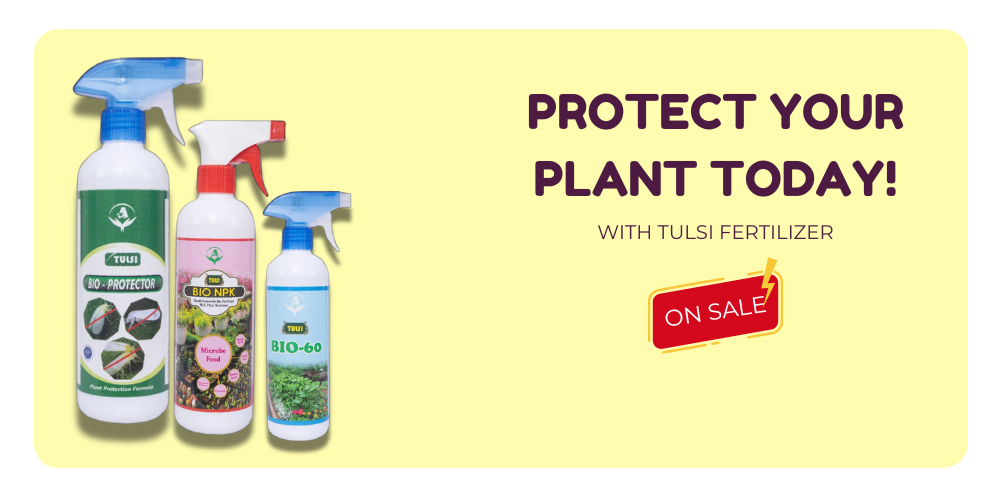 PROTECT YOUR
PLANT TODAY!
WITH TULSI FERTILIZER
ON SALE
TULSI
BIO - PROTECTOR
Plant Protection Formula
TULSI
BIO NPK
Microbe
Food
TULSI
BIO-60